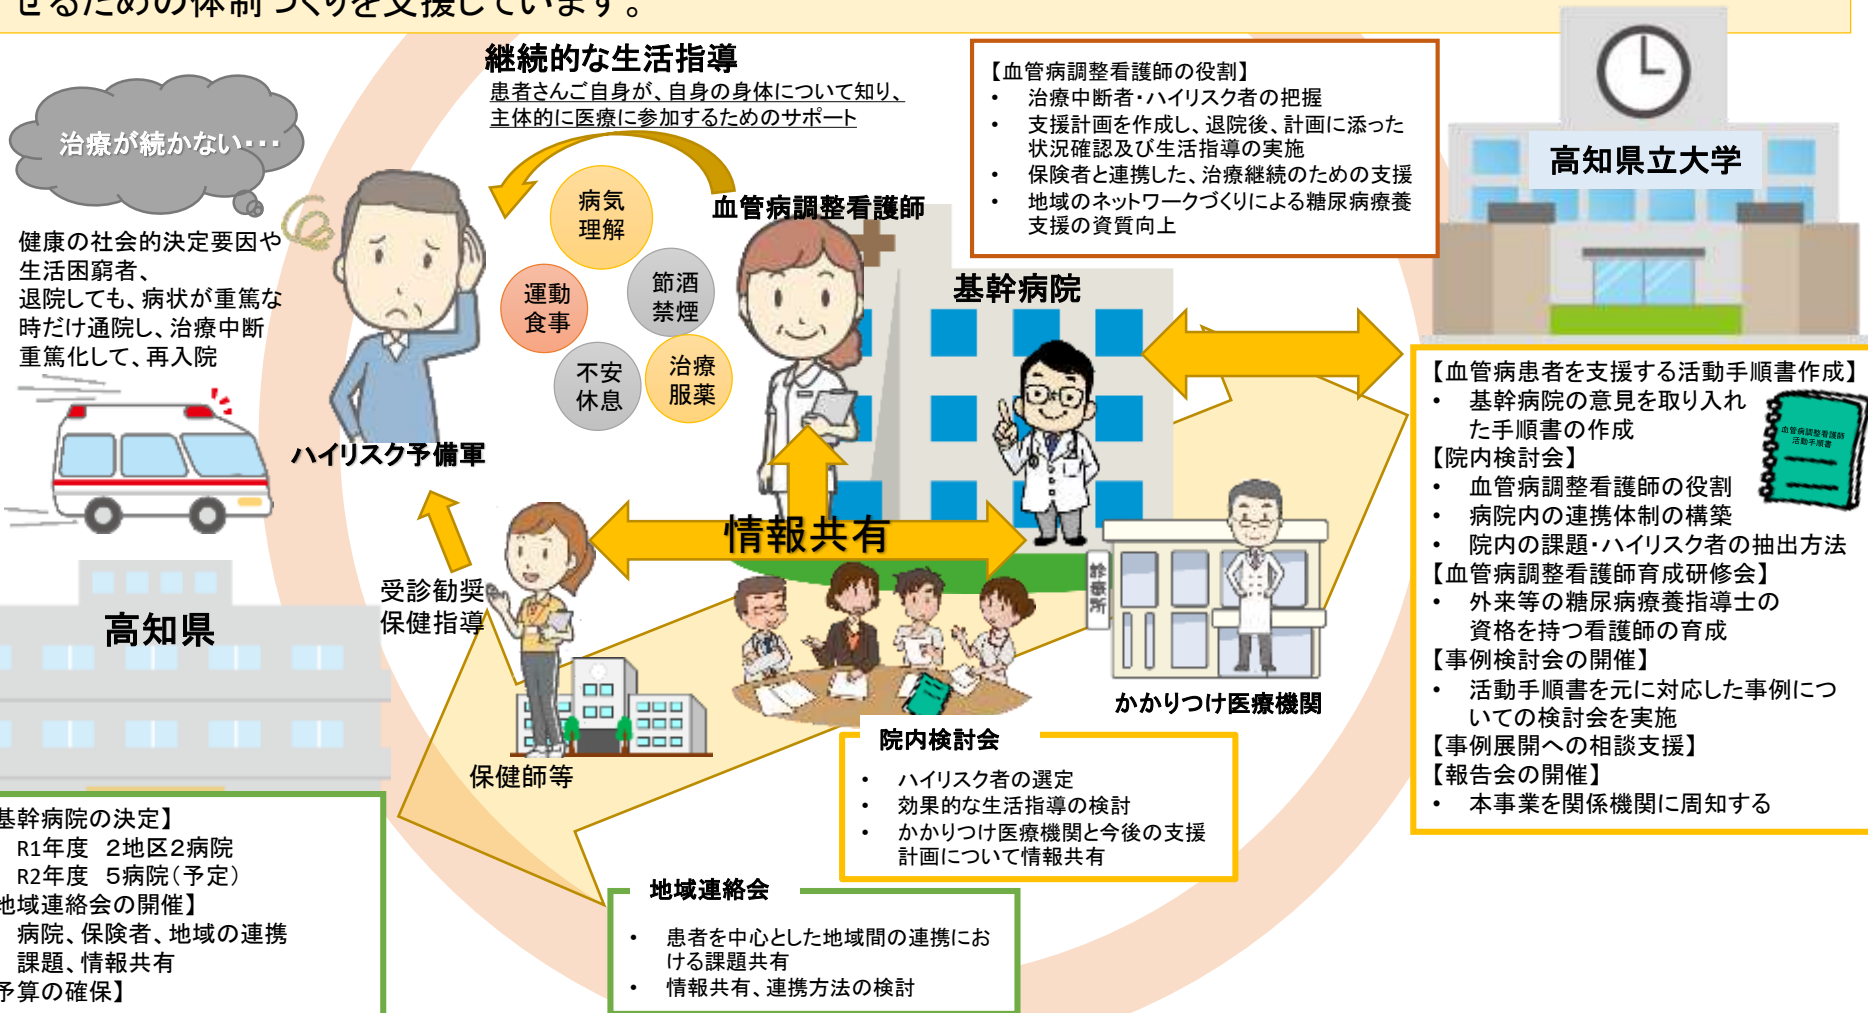 せるための体制づくりを支援しています。
継続的な生活指導
患者さんご自身が、自身の身体について知り、
主体的に医療に参加するためのサポート
治療が続かない・・・
健康の社会的決定要因や
生活困窮者、
退院しても、病状が重篤な
時だけ通院し、治療中断
重篤化して、再入院
ハイリスク予備軍
病気
理解
運動
食事
節酒
禁煙
不安
休息
治療
服薬
血管病調整看護師
基幹病院
【血管病調整看護師の役割】
・ 治療中断者・ハイリスク者の把握
・ 支援計画を作成し、退院後、計画に添った
状況確認及び生活指導の実施
・ 保険者と連携した、治療継続のための支援
・ 地域のネットワークづくりによる糖尿病療養
支援の資質向上
高知県立大学
【血管病患者を支援する活動手順書作成】
・ 基幹病院の意見を取り入れ
た手順書の作成
【院内検討会】
・ 血管病調整看護師の役割
・ 病院内の連携体制の構築
・ 院内の課題・ハイリスク者の抽出方法
【血管病調整看護師育成研修会】
・ 外来等の糖尿病療養指導士の
資格を持つ看護師の育成
【事例検討会の開催】
・ 活動手順書を元に対応した事例につ
いての検討会を実施
【事例展開への相談支援】
【報告会の開催】
・ 本事業を関係機関に周知する
血管病調整看護師
活動手順書
情報共有
受診勧奨
保健指導
保健師等
診療所
かかりつけ医療機関
院内検討会
・ ハイリスク者の選定
・ 効果的な生活指導の検討
・ かかりつけ医療機関と今後の支援
計画について情報共有
地域連絡会
・ 患者を中心とした地域間の連携にお
ける課題共有
・ 情報共有、連携方法の検討
高知県
基幹病院の決定】
R1年度 2地区2病院
R2年度 5病院(予定)
地域連絡会の開催】
病院、保険者、地域の連携
課題、情報共有
予算の確保】